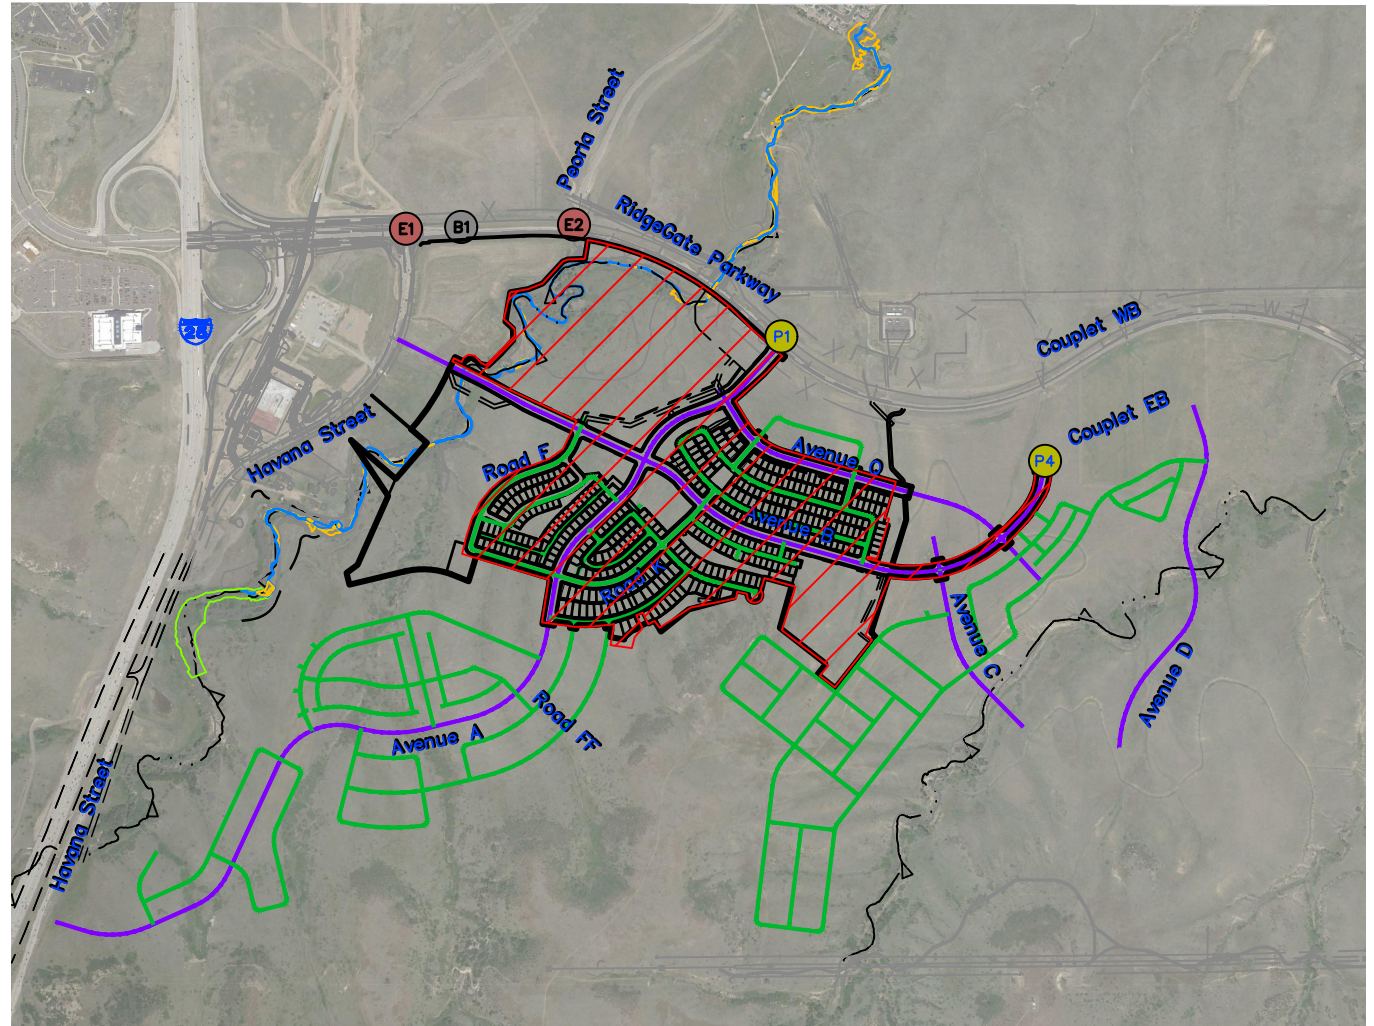 Peoria Street
RidgeGate Parkway
E1
B1
E2
P1
25
Couplet WB
Havana Street
Couplet EB
Road F
Avenue O
P4
Avenue B
Road K
Avenue C
Avenue D
Road FF
Avenue A
Havana Street